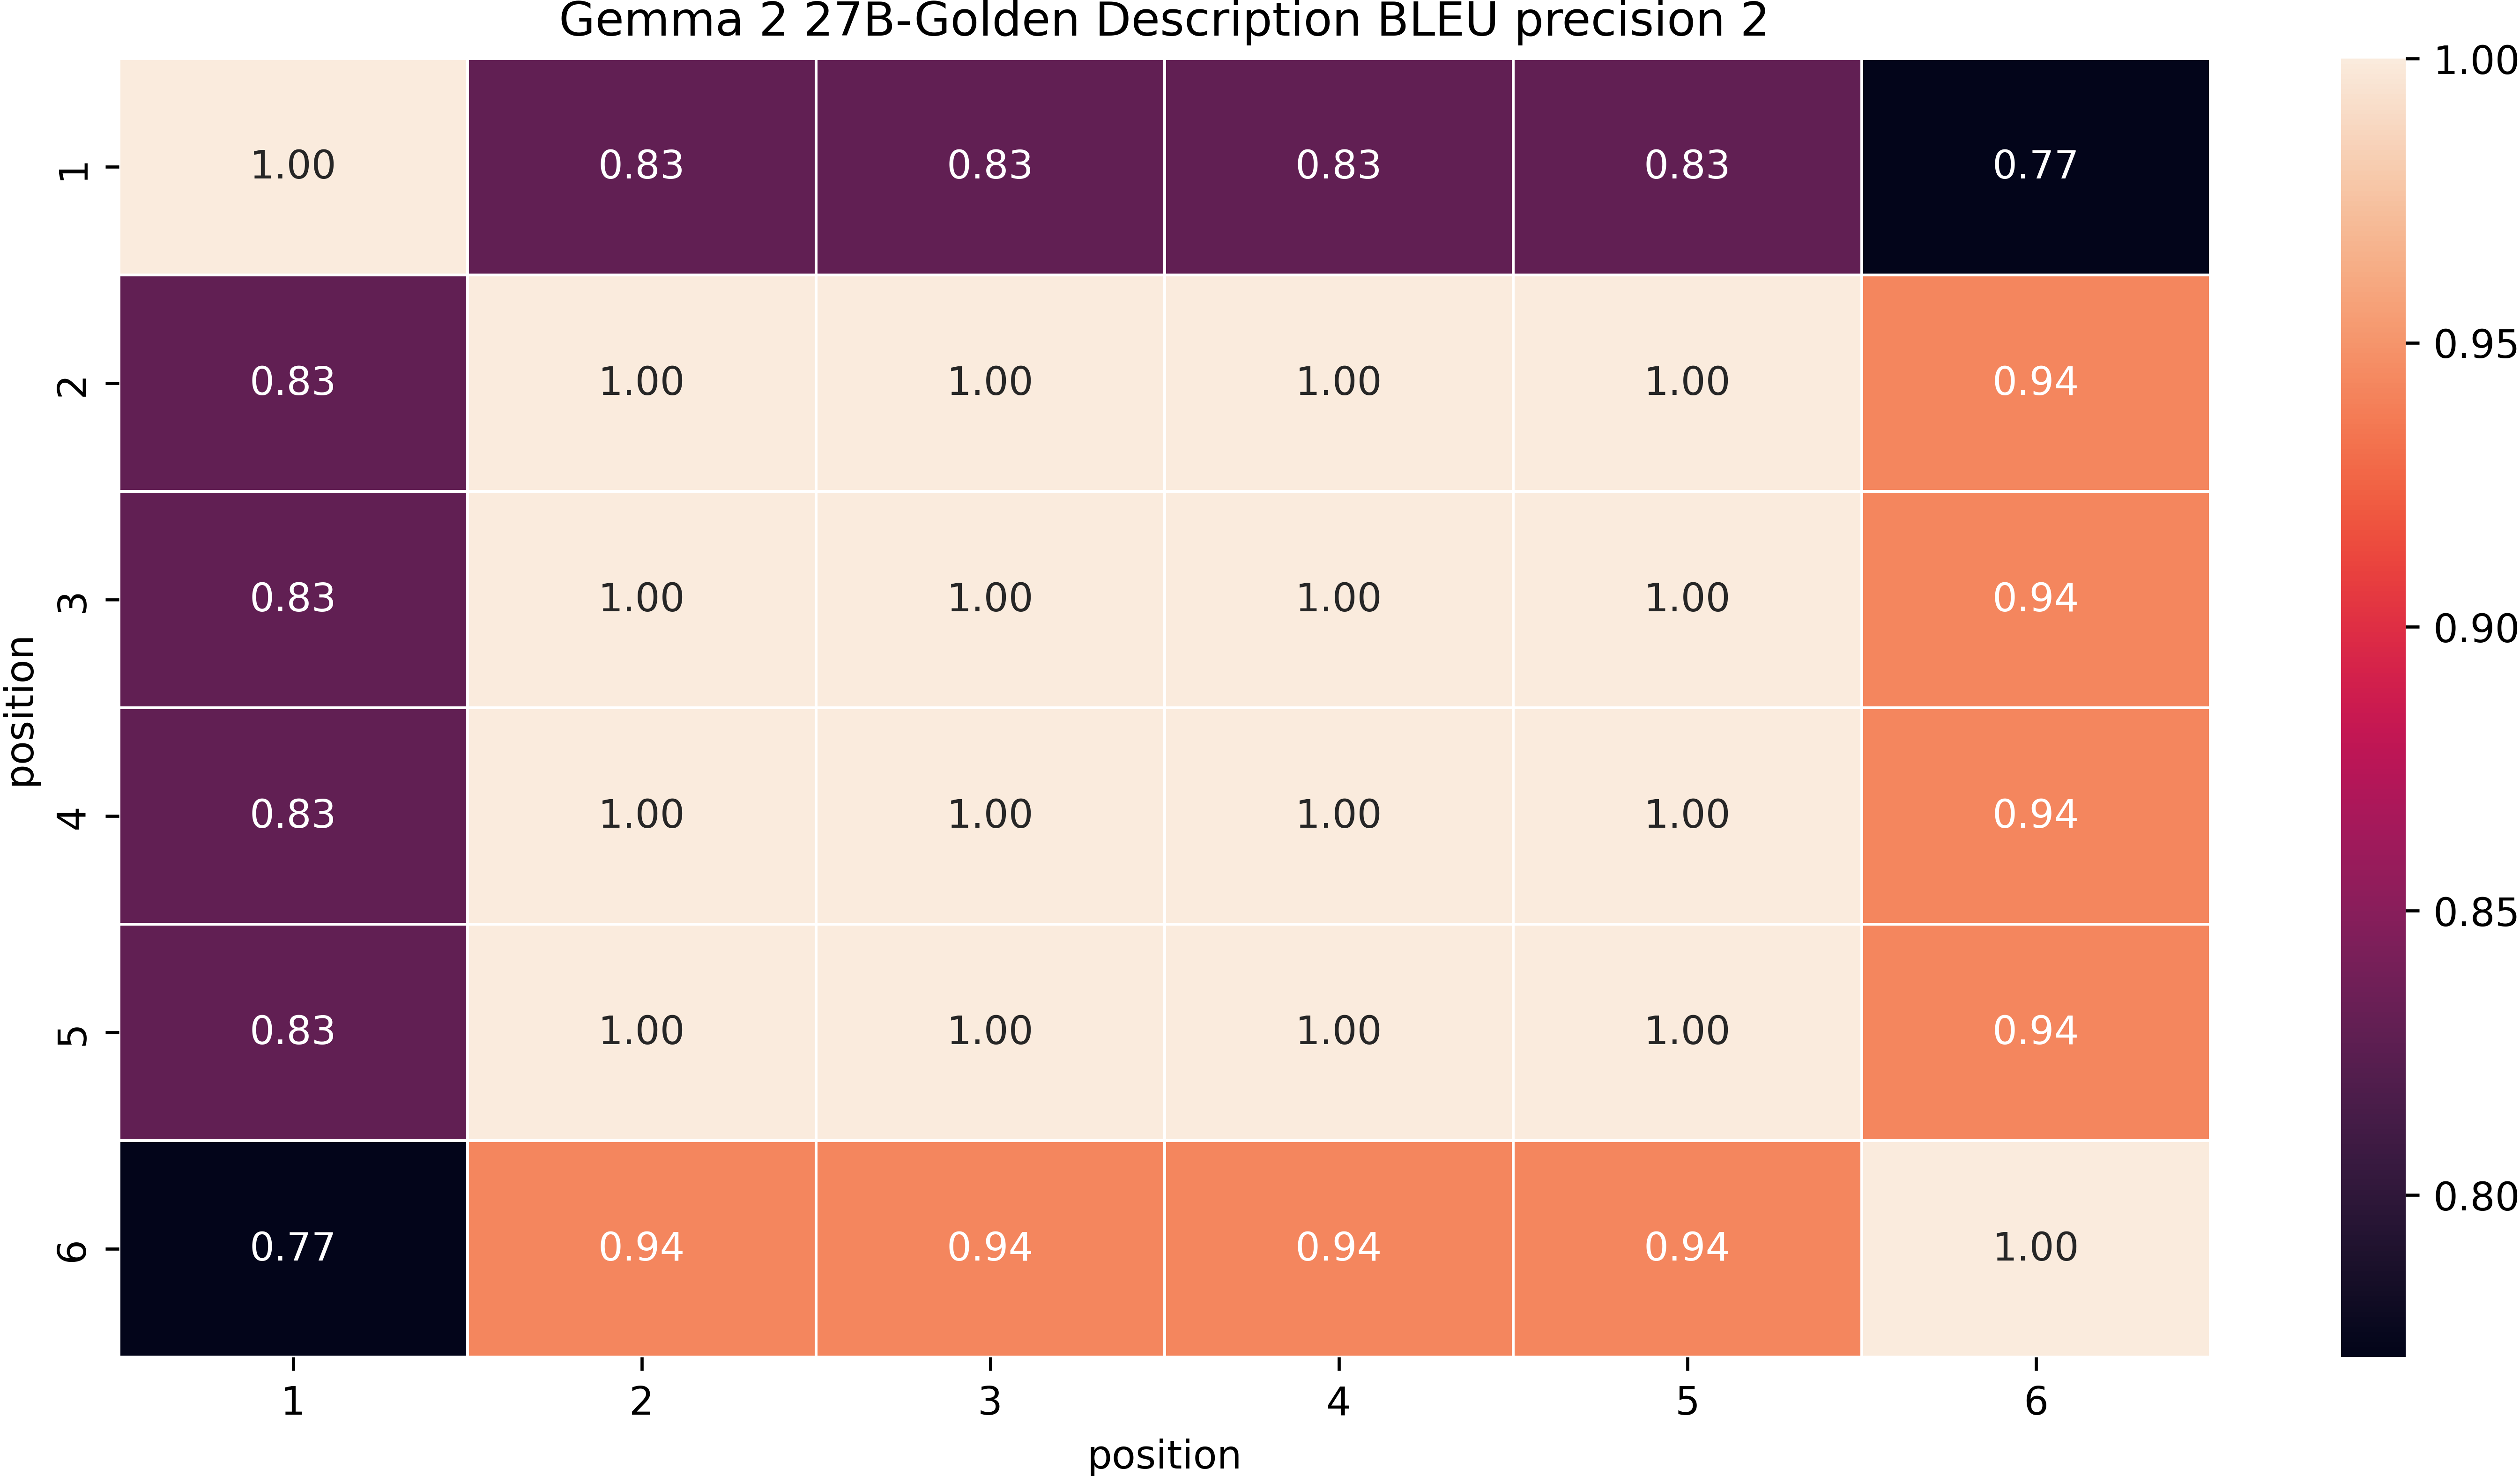 Gemma 2 27B-Golden Description BLEU precision 2
1 1.00 0.83 0.83 0.83 0.83 0.77
2 0.83 1.00 1.00 1.00 1.00 0.94
3 0.83 1.00 1.00 1.00 1.00 0.94
4 0.83 1.00 1.00 1.00 1.00 0.94
5 0.83 1.00 1.00 1.00 1.00 0.94
6 0.77 0.94 0.94 0.94 0.94 1.00
1 2 3 4 5 6
position
position
1.00
0.95
0.90
0.85
0.80